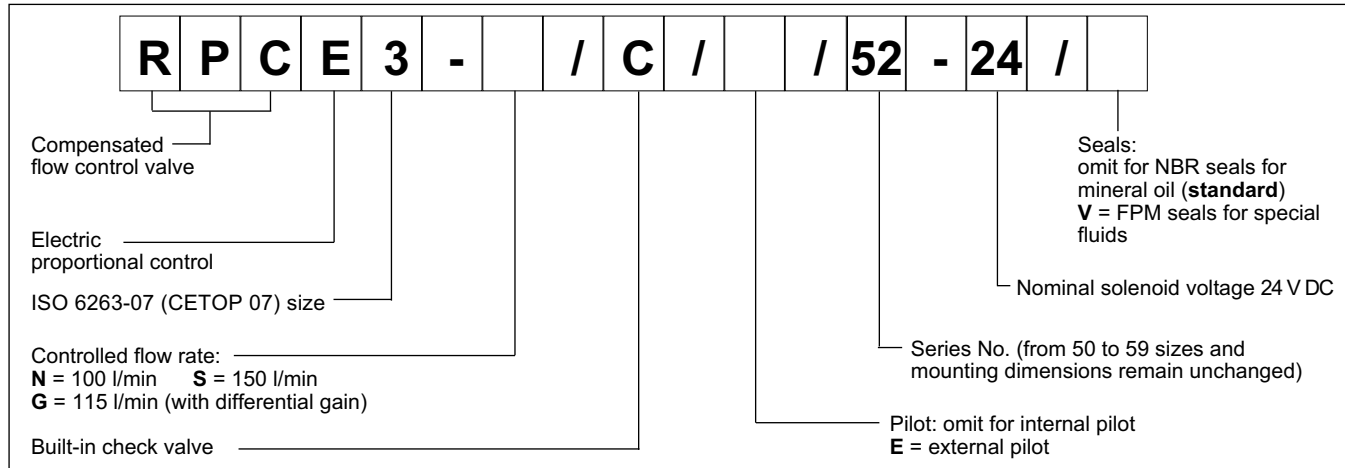 R P C E 3 - / C / / 52 - 24 /
Compensated
flow control valve
Electric
proportional control
ISO 6263-07 (CETOP 07) size
Controlled flow rate:
N = 100 l/min S = 150 l/min
G = 115 l/min (with differential gain)
Built-in check valve
Seals:
omit for NBR seals for
mineral oil (standard)
V = FPM seals for special
fluids
Nominal solenoid voltage 24 V DC
Series No. (from 50 to 59 sizes and
mounting dimensions remain unchanged)
Pilot: omit for internal pilot
E = external pilot